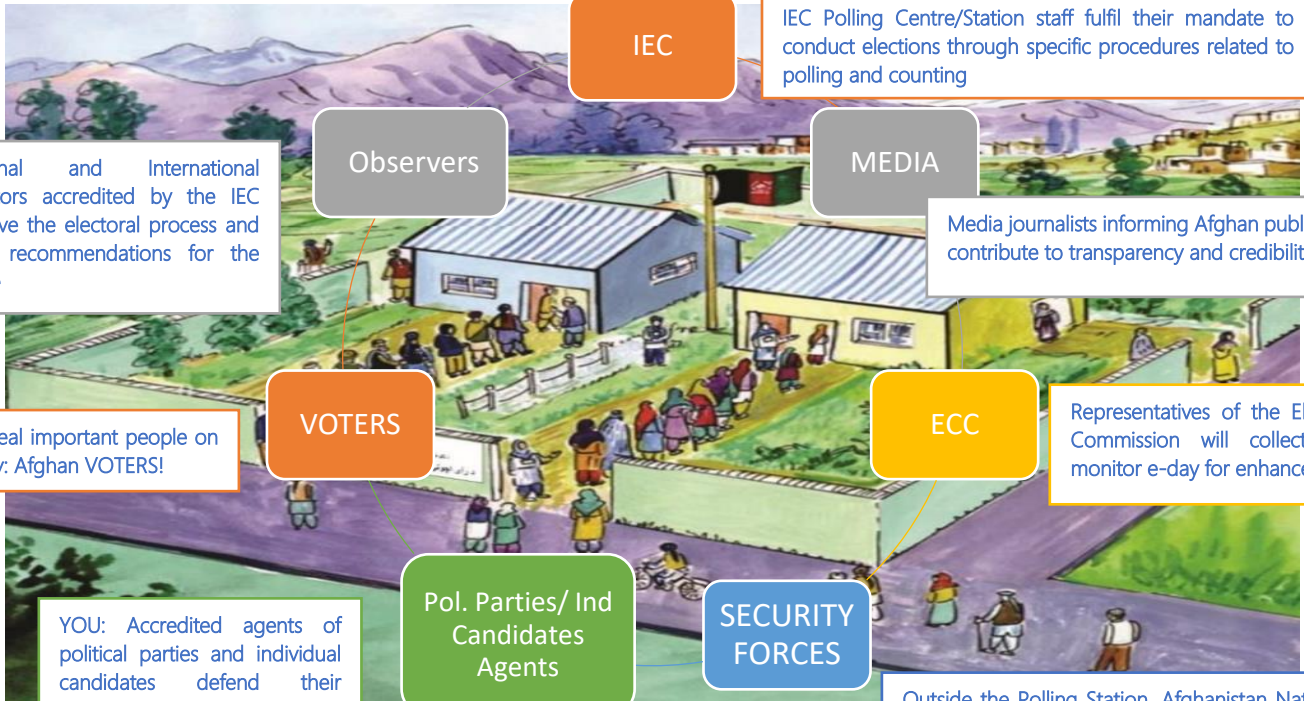 IEC
IEC Polling Centre/Station staff fulfil their mandate to
conduct elections through specific procedures related to
polling and counting
Observers
MEDIA
nal and International
ors accredited by the IEC
ve the electoral process and
recommendations for the
Media journalists informing Afghan publ
contribute to transparency and credibilit
VOTERS
eal important people on
y: Afghan VOTERS!
ECC
Representatives of the El
Commission will collect
monitor e-day for enhance
Pol. Parties/ Ind
Candidates
Agents
YOU: Accredited agents of
political parties and individual
candidates defend their
SECURITY
FORCES
Outside the Polling Station, Afghanistan Nat